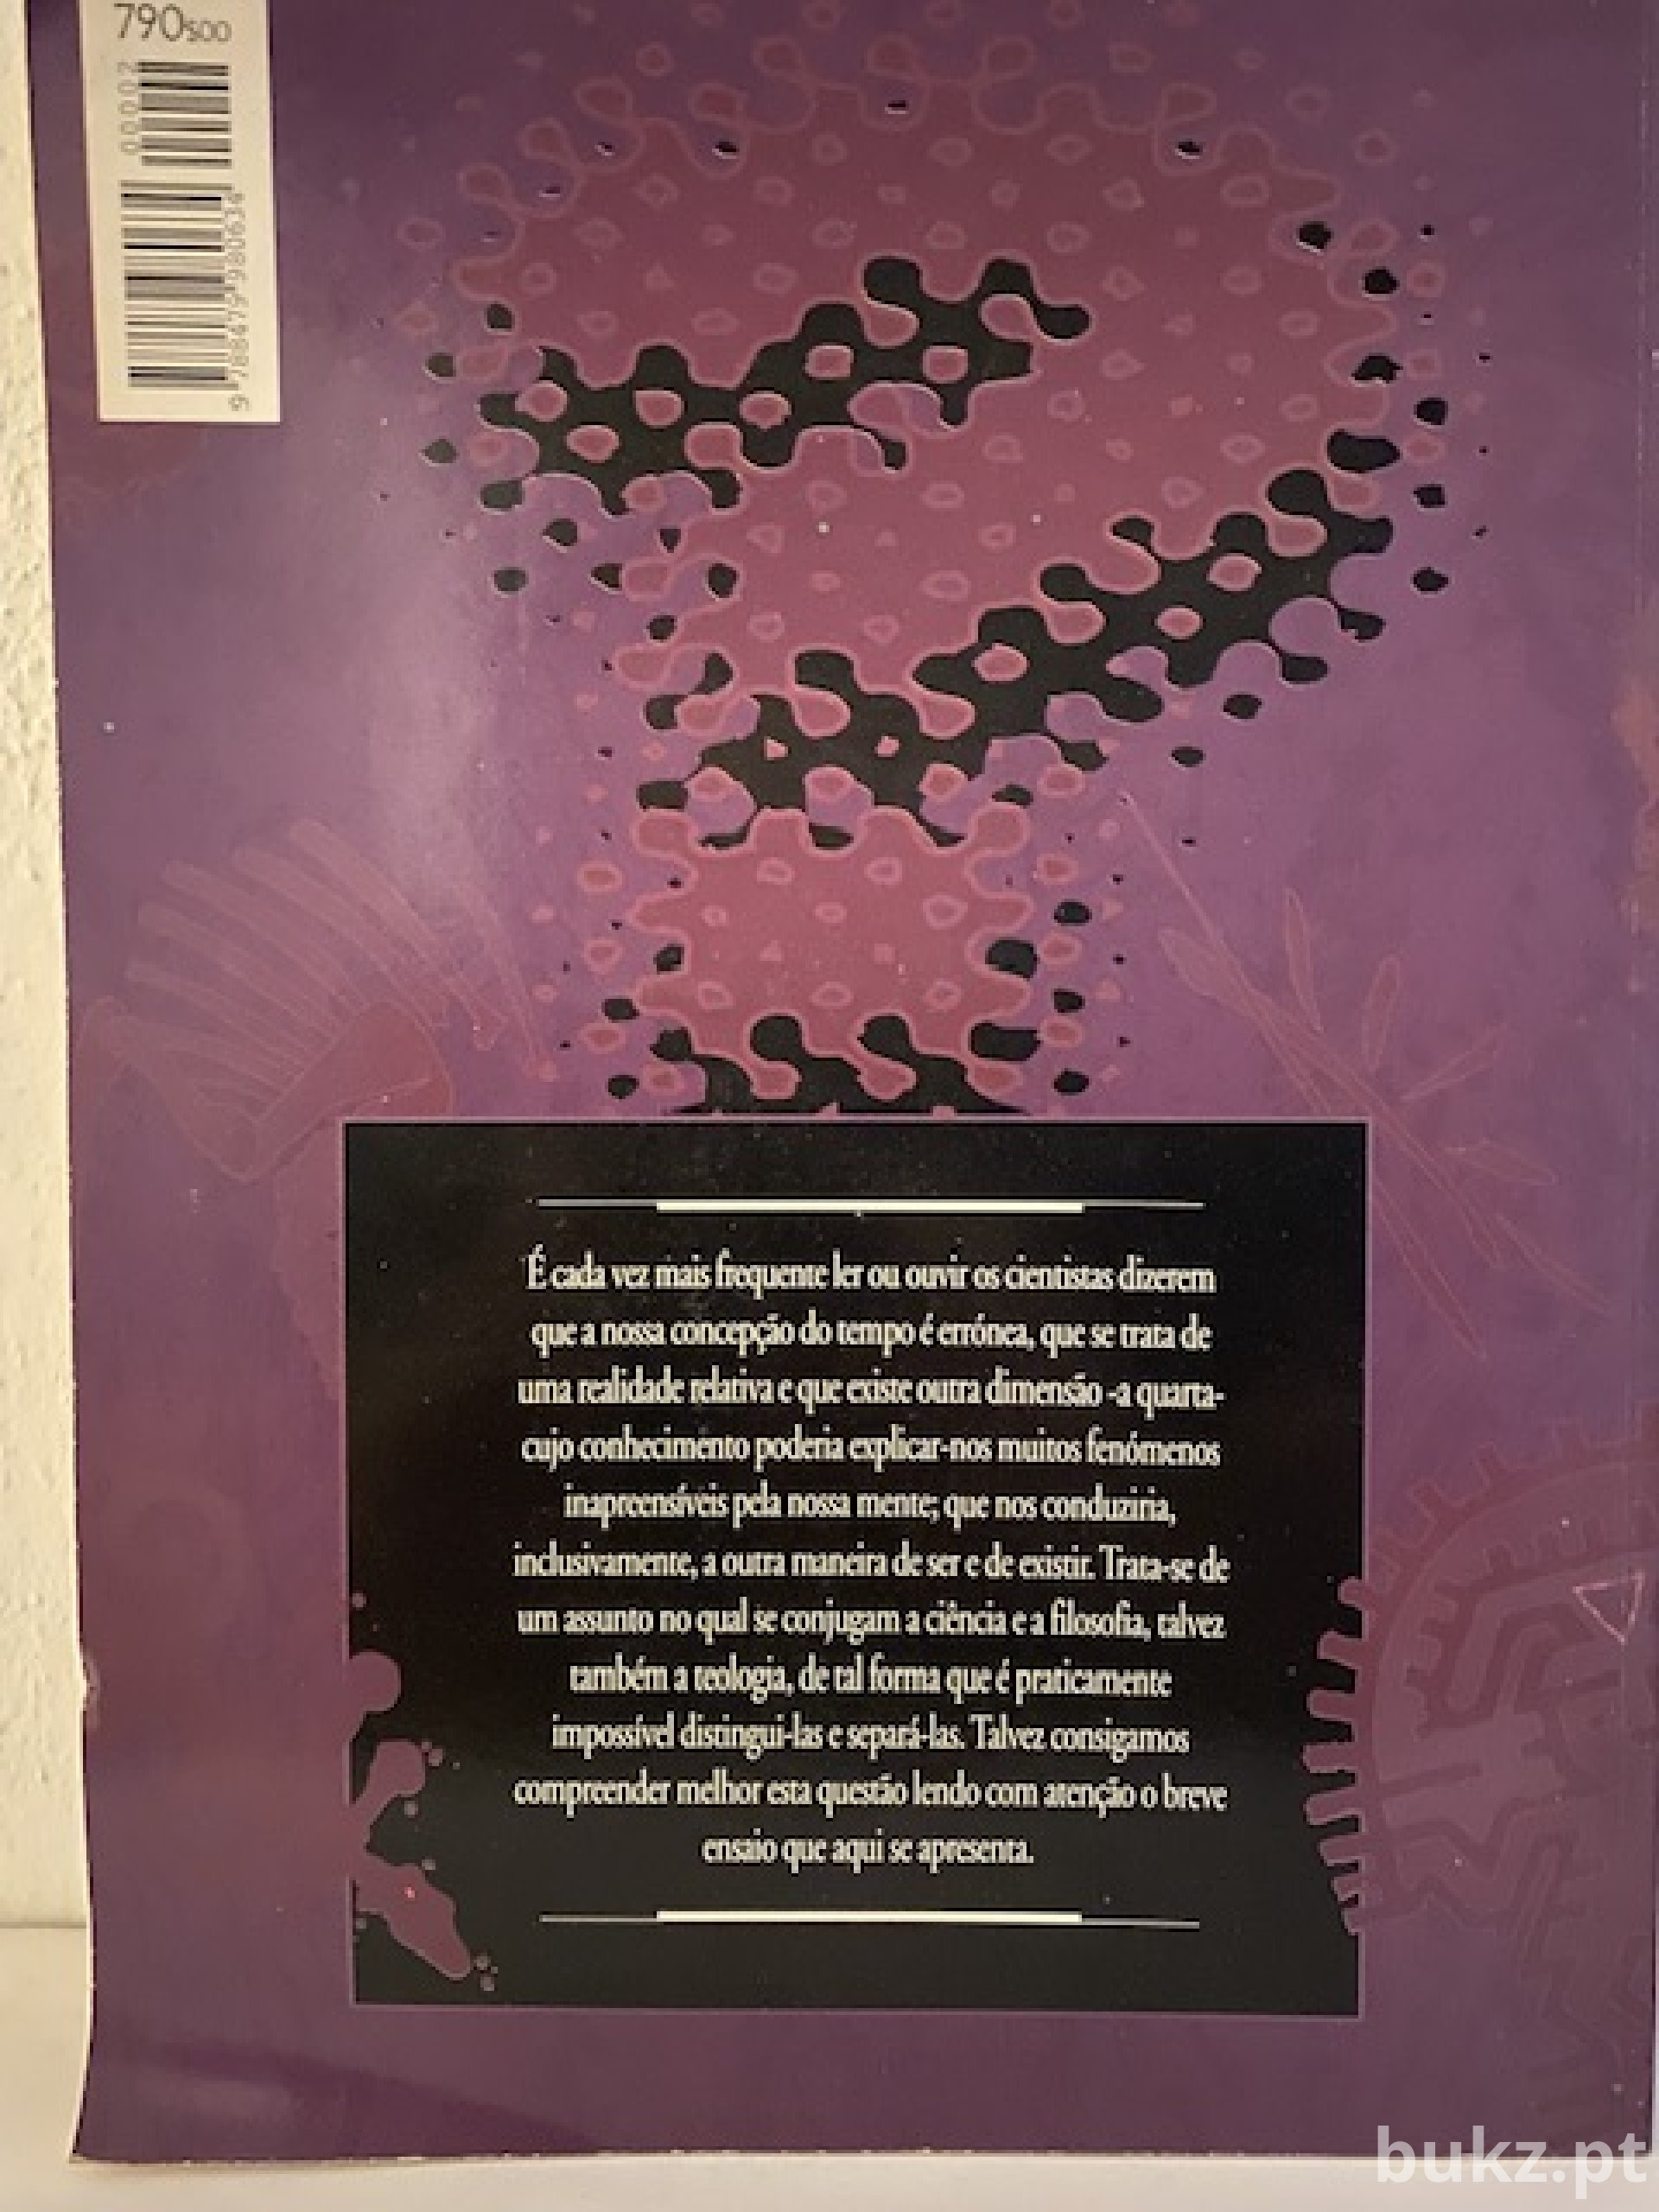 790$00
00002
9 788479 980634
É cada vez mais frequente ler ou ouvir os cientistas dizerem
que a nossa concepção do tempo é errónea, que se trata de
uma realidade relativa e que existe outra dimensão -a quarta-
cujo conhecimento poderia explicar-nos muitos fenómenos
inapreensíveis pela nossa mente; que nos conduziria,
inclusivamente, a outra maneira de ser e de existir. Trata-se de
um assunto no qual se conjugam a ciência e a filosofia, talvez
também a teologia, de tal forma que é praticamente
impossível distingui-las e separá-las. Talvez consigamos
compreender melhor esta questão lendo com atenção o breve
ensaio que aqui se apresenta.
bukz.pt